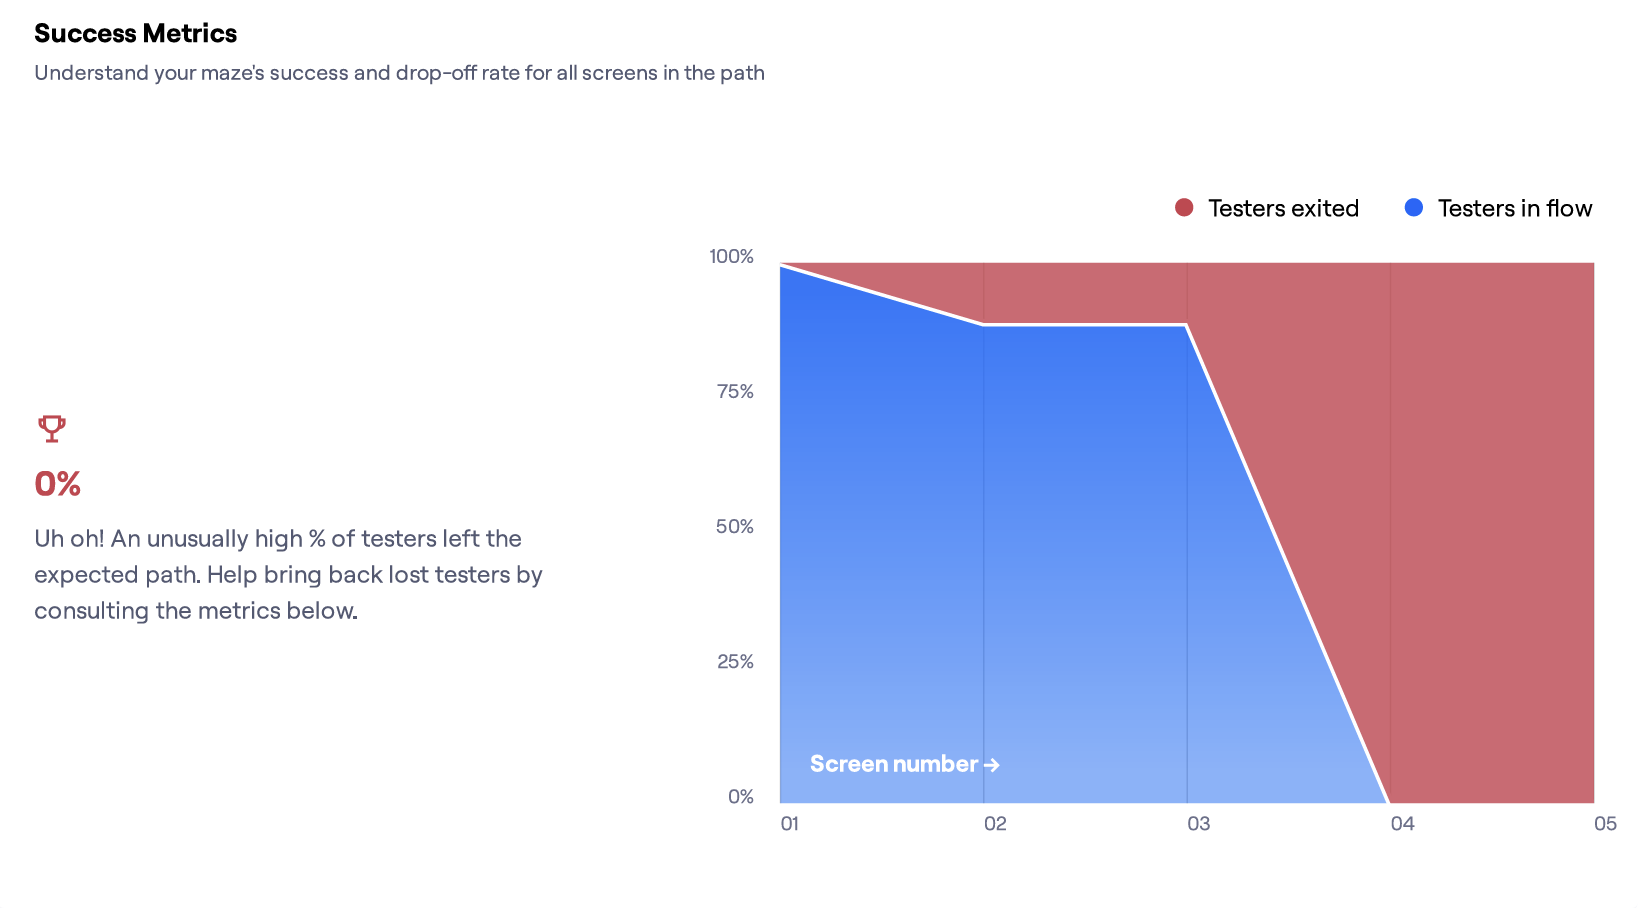 Success Metrics
Understand your maze's success and drop-off rate for all screens in the path
Testers exited
Testers in flow
100%
75%
50%
25%
0%
0%
Uh oh! An unusually high % of testers left the
expected path. Help bring back lost testers by
consulting the metrics below.
Screen number →
01
02
03
04
05